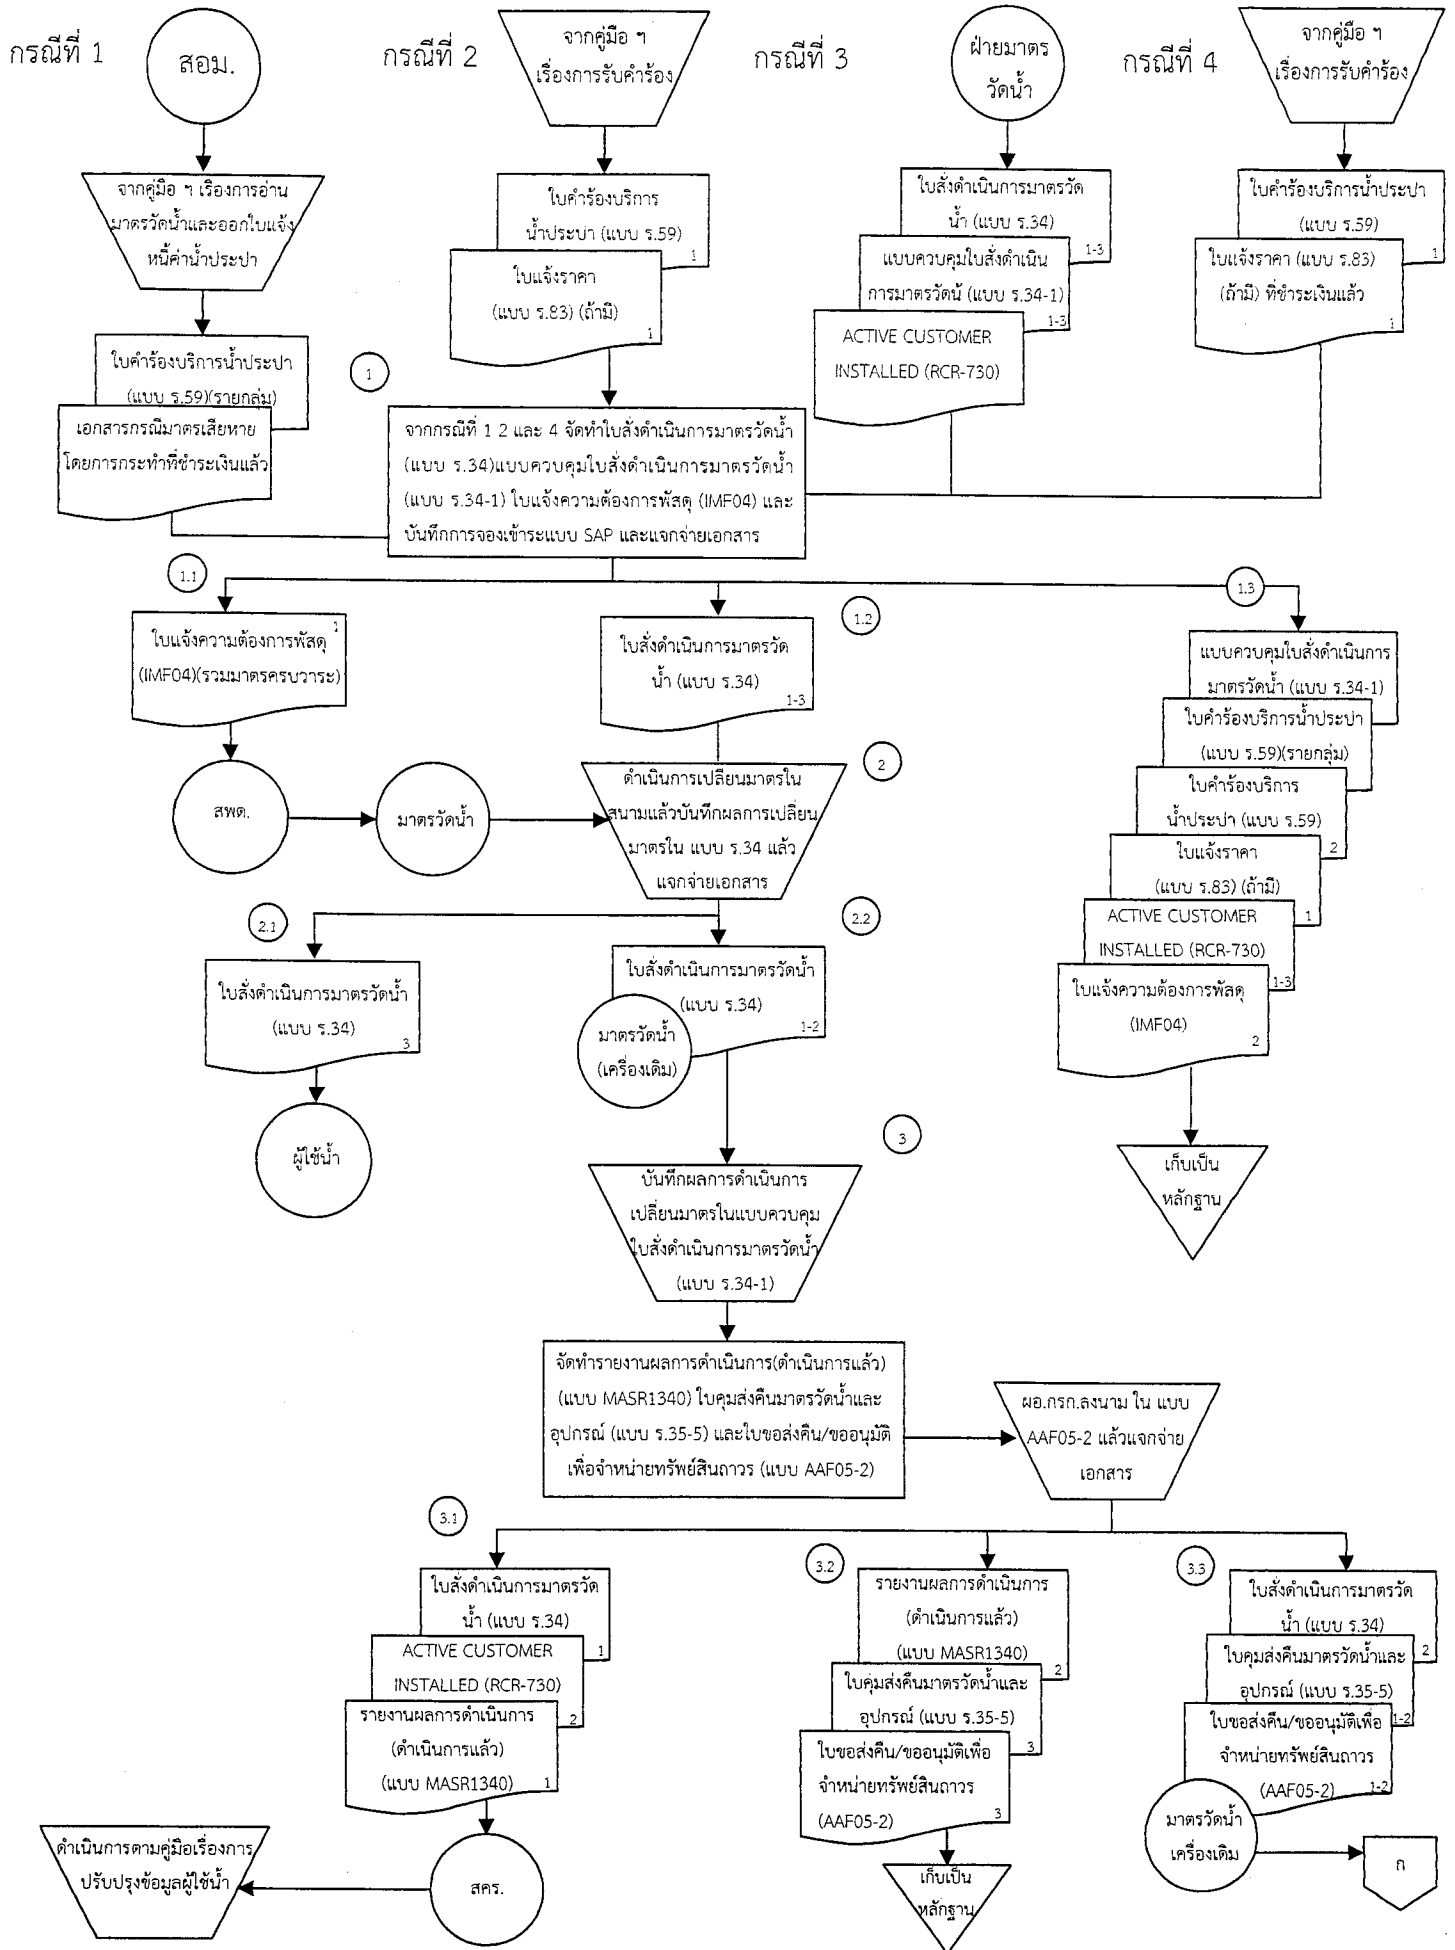 กรณีที่ 1
สอม.
จากคู่มือ ฯ เรื่องการอ่าน
มาตรวัดน้ำและออกใบแจ้ง
หนี้ค่าน้ำประปา
ใบคำร้องบริการน้ำประปา
(แบบ ร.59)(รายกลุ่ม)
เอกสารกรณีมาตรเสียหาย
โดยการกระทำที่ชำระเงินแล้ว
กรณีที่ 2
จากคู่มือ ฯ
เรื่องการรับคำร้อง
ใบคำร้องบริการ
น้ำประปา (แบบ ร.59)
1
ใบแจ้งราคา
(แบบ ร.83) (ถ้ามี)
1
กรณีที่ 3
ฝ่ายมาตร
วัดน้ำ
ใบสั่งดำเนินการมาตรวัด
น้ำ (แบบ ร.34)
1-3
แบบควบคุมใบสั่งดำเนิน
การมาตรวัดน้ (แบบ ร.34-1)
1-3
ACTIVE CUSTOMER
INSTALLED (RCR-730)
กรณีที่ 4
จากคู่มือ ฯ
เรื่องการรับคำร้อง
ใบคำร้องบริการน้ำประปา
(แบบ ร.59)
1
ใบแจ้งราคา (แบบ ร.83)
(ถ้ามี) ที่ชำระเงินแล้ว
1
1
จากกรณีที่ 1 2 และ 4 จัดทำใบสั่งดำเนินการมาตรวัดน้ำ
(แบบ ร.34)แบบควบคุมใบสั่งดำเนินการมาตรวัดน้ำ
(แบบ ร.34-1) ใบแจ้งความต้องการพัสดุ (IMF04) และ
บันทึกการจองเข้าระแบบ SAP และแจกจ่ายเอกสาร
1.1
ใบแจ้งความต้องการพัสดุ
1
(IMF04)(รวมมาตรครบวาระ)
สพด.
มาตรวัดน้ำ
1.2
ใบสั่งดำเนินการมาตรวัด
น้ำ (แบบ ร.34)
1-3
1.3
แบบควบคุมใบสั่งดำเนินการ
มาตรวัดน้ำ (แบบ ร.34-1)
ใบคำร้องบริการน้ำประปา
(แบบ ร.59)(รายกลุ่ม)
ใบคำร้องบริการ
น้ำประปา (แบบ ร.59)
2
ใบแจ้งราคา
(แบบ ร.83) (ถ้ามี)
1
ACTIVE CUSTOMER
INSTALLED (RCR-730)
1-3
ใบแจ้งความต้องการพัสดุ
(IMF04)
2
เก็บเป็น
หลักฐาน
2
ดำเนินการเปลี่ยนมาตรใน
สนามแล้วบันทึกผลการเปลี่ยน
มาตรใน แบบ ร.34 แล้ว
แจกจ่ายเอกสาร
2.1
ใบสั่งดำเนินการมาตรวัดน้ำ
(แบบ ร.34)
3
ผู้ใช้น้ำ
2.2
ใบสั่งดำเนินการมาตรวัดน้ำ
(แบบ ร.34)
1-2
มาตรวัดน้ำ
(เครื่องเดิม)
3
บันทึกผลการดำเนินการ
เปลี่ยนมาตรในแบบควบคุม
ใบสั่งดำเนินการมาตรวัดน้ำ
(แบบ ร.34-1)
จัดทำรายงานผลการดำเนินการ(ดำเนินการแล้ว)
(แบบ MASR1340) ใบคุมส่งคืนมาตรวัดน้ำและ
อุปกรณ์ (แบบ ร.35-5) และใบขอส่งคืน/ขออนุมัติ
เพื่อจำหน่ายทรัพย์สินถาวร (แบบ AAF05-2)
ผอ.กรก.ลงนาม ใน แบบ
AAF05-2 แล้วแจกจ่าย
เอกสาร
3.1
ใบสั่งดำเนินการมาตรวัด
น้ำ (แบบ ร.34)
1
ACTIVE CUSTOMER
INSTALLED (RCR-730)
2
รายงานผลการดำเนินการ
(ดำเนินการแล้ว)
(แบบ MASR1340)
1
สคร.
ดำเนินการตามคู่มือเรื่องการ
ปรับปรุงข้อมูลผู้ใช้น้ำ
3.2
รายงานผลการดำเนินการ
(ดำเนินการแล้ว)
(แบบ MASR1340)
2
ใบคุมส่งคืนมาตรวัดน้ำและ
อุปกรณ์ (แบบ ร.35-5)
3
ใบขอส่งคืน/ขออนุมัติเพื่อ
จำหน่ายทรัพย์สินถาวร
(AAF05-2)
3
เก็บเป็น
หลักฐาน
3.3
ใบสั่งดำเนินการมาตรวัด
น้ำ (แบบ ร.34)
2
ใบคุมส่งคืนมาตรวัดน้ำและ
อุปกรณ์ (แบบ ร.35-5)
1-2
ใบขอส่งคืน/ขออนุมัติเพื่อ
จำหน่ายทรัพย์สินถาวร
(AAF05-2)
1-2
มาตรวัดน้ำ
เครื่องเดิม
ก